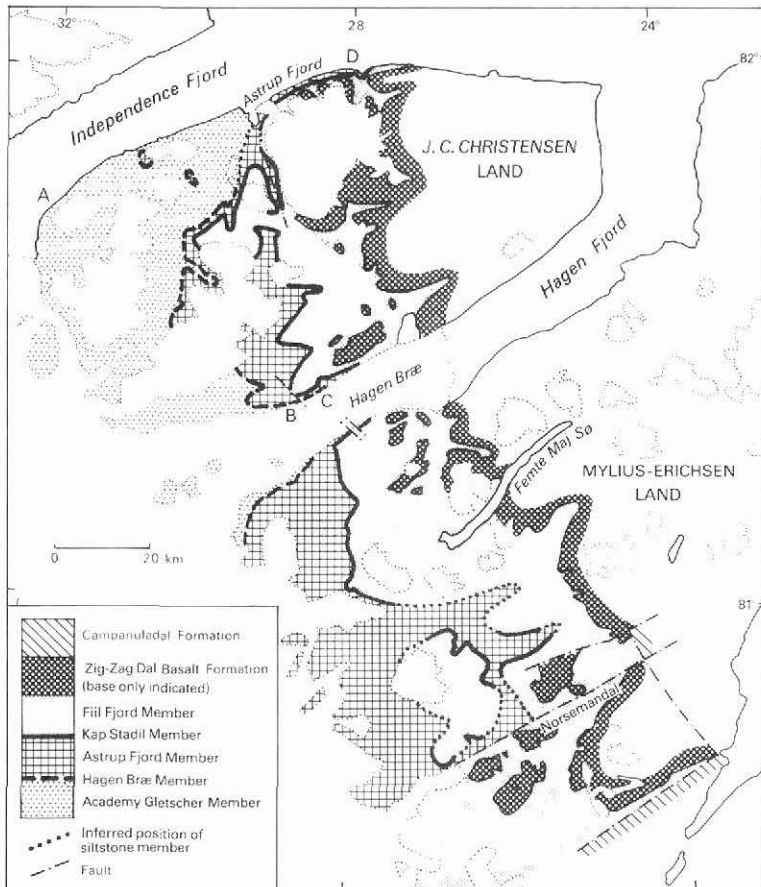 32°
28
24°
D
82°
Astrup Fjord
Independence Fjord
J. C. CHRISTENSEN
LAND
A
Hagen Fjord
Hagen Bræ
B
C
Femte Maj Sø
MYLIUS-ERICHSEN
LAND
0
20 km
81°
Norsemandal
Campanuladal Formation
Zig-Zag Dal Basalt Formation
(base only indicated)
Fiil Fjord Member
Kap Stadil Member
Astrup Fjord Member
Hagen Bræ Member
Academy Gletscher Member
Inferred position of
siltstone member
Fault
28